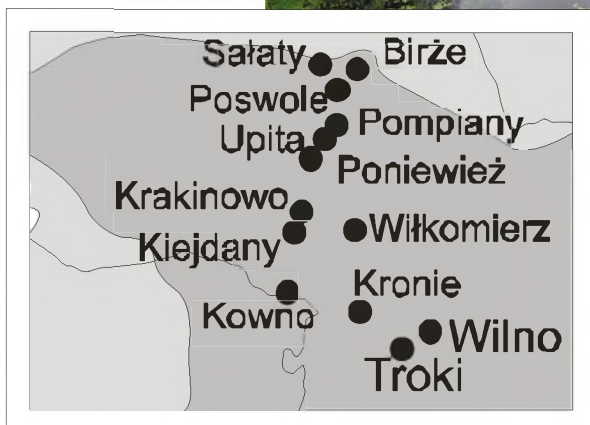 Sałaty
Birże
Poswole
Pompiany
Upita
Poniewież
Krakinowo
Wiłkomierz
Kiejdany
Kronie
Kowno
Wilno
Troki